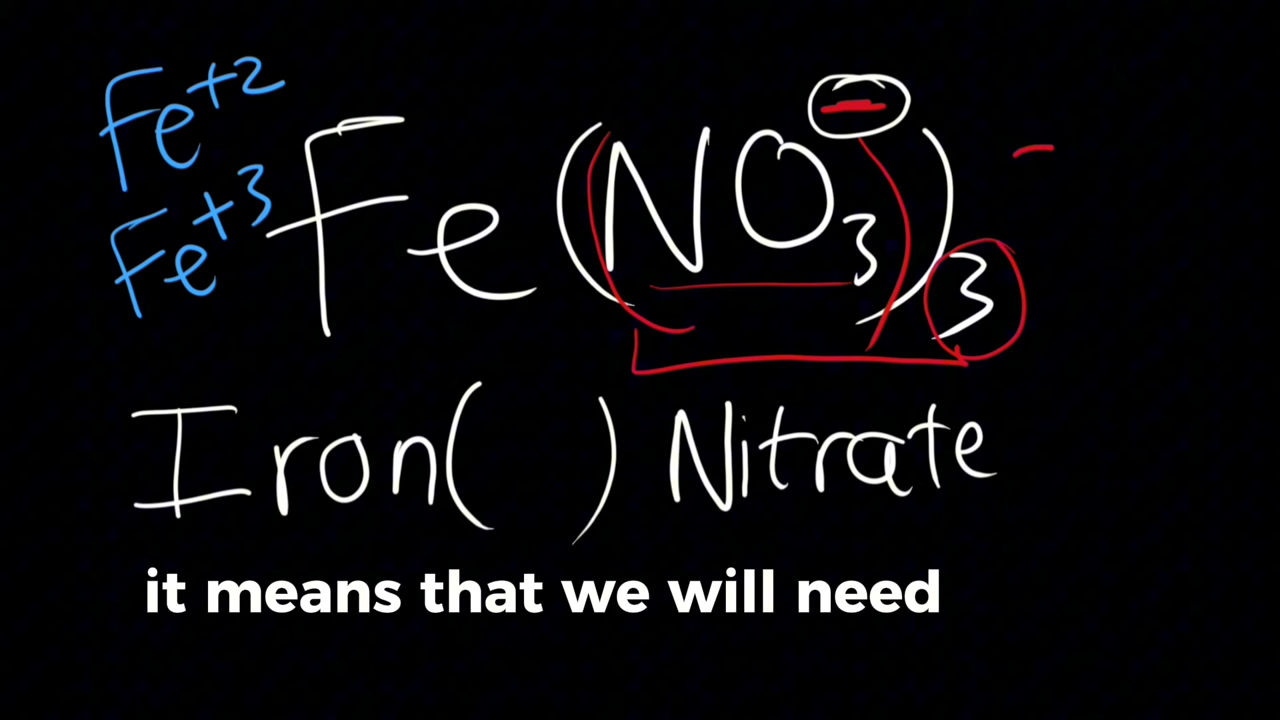 Fe+2
Fe+3
Fe(NO3−)3 −
Iron( ) Nitrate
it means that we will need